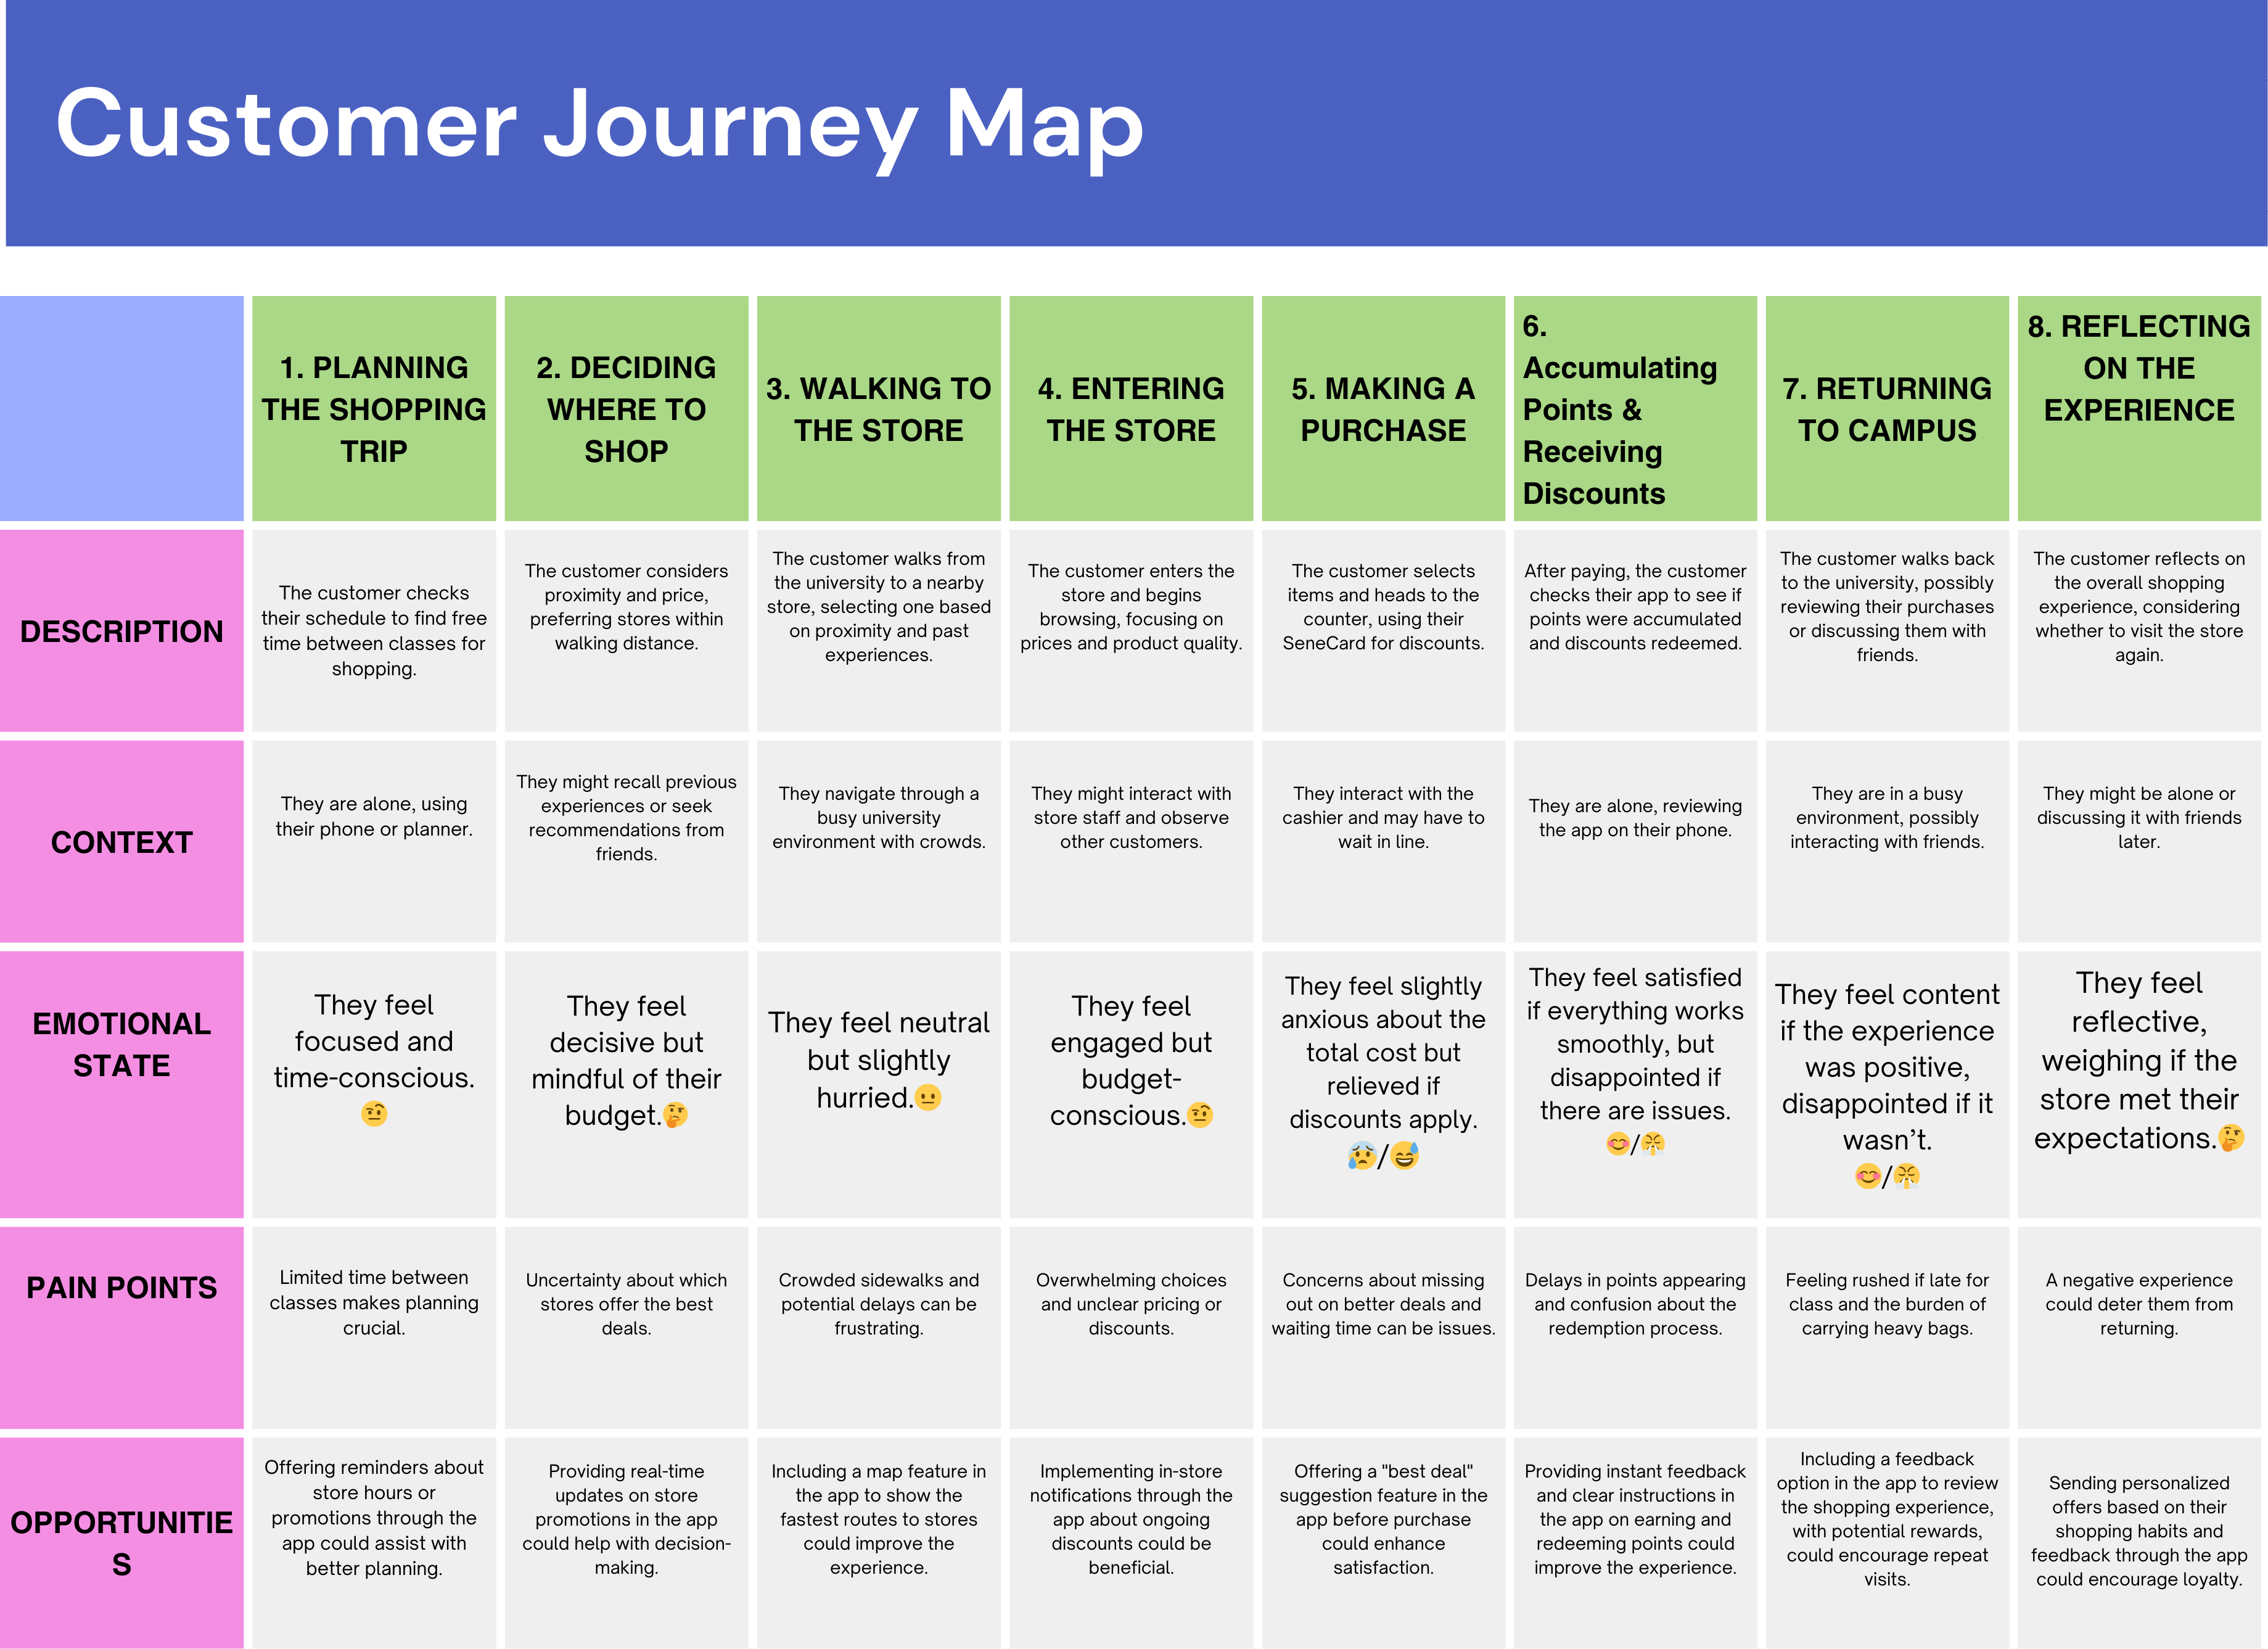 Customer Journey Map
1. PLANNING
THE SHOPPING
TRIP
2. DECIDING
WHERE TO
SHOP
3. WALKING TO
THE STORE
4. ENTERING
THE STORE
5. MAKING A
PURCHASE
6.
Accumulating
Points &
Receiving
Discounts
7. RETURNING
TO CAMPUS
8. REFLECTING
ON THE
EXPERIENCE
DESCRIPTION
The customer checks
their schedule to find free
time between classes for
shopping.
The customer considers
proximity and price,
preferring stores within
walking distance.
The customer walks from
the university to a nearby
store, selecting one based
on proximity and past
experiences.
The customer enters the
store and begins
browsing, focusing on
prices and product quality.
The customer selects
items and heads to the
counter, using their
SeneCard for discounts.
After paying, the customer
checks their app to see if
points were accumulated
and discounts redeemed.
The customer walks back
to the university, possibly
reviewing their purchases
or discussing them with
friends.
The customer reflects on
the overall shopping
experience, considering
whether to visit the store
again.
CONTEXT
They are alone, using
their phone or planner.
They might recall previous
experiences or seek
recommendations from
friends.
They navigate through a
busy university
environment with crowds.
They might interact with
store staff and observe
other customers.
They interact with the
cashier and may have to
wait in line.
They are alone, reviewing
the app on their phone.
They are in a busy
environment, possibly
interacting with friends.
They might be alone or
discussing it with friends
later.
EMOTIONAL
STATE
They feel
focused and
time-conscious.
🤨
They feel
decisive but
mindful of their
budget.🤔
They feel neutral
but slightly
hurried.😐
They feel
engaged but
budget-
conscious.🤨
They feel slightly
anxious about the
total cost but
relieved if
discounts apply.
😰/😅
They feel satisfied
if everything works
smoothly, but
disappointed if
there are issues.
😊/😤
They feel content
if the experience
was positive,
disappointed if it
wasn’t.
😊/😤
They feel
reflective,
weighing if the
store met their
expectations.🤔
PAIN POINTS
Limited time between
classes makes planning
crucial.
Uncertainty about which
stores offer the best
deals.
Crowded sidewalks and
potential delays can be
frustrating.
Overwhelming choices
and unclear pricing or
discounts.
Concerns about missing
out on better deals and
waiting time can be issues.
Delays in points appearing
and confusion about the
redemption process.
Feeling rushed if late for
class and the burden of
carrying heavy bags.
A negative experience
could deter them from
returning.
OPPORTUNITIE
S
Offering reminders about
store hours or
promotions through the
app could assist with
better planning.
Providing real-time
updates on store
promotions in the app
could help with decision-
making.
Including a map feature in
the app to show the
fastest routes to stores
could improve the
experience.
Implementing in-store
notifications through the
app about ongoing
discounts could be
beneficial.
Offering a "best deal"
suggestion feature in the
app before purchase
could enhance
satisfaction.
Providing instant feedback
and clear instructions in
the app on earning and
redeeming points could
improve the experience.
Including a feedback
option in the app to review
the shopping experience,
with potential rewards,
could encourage repeat
visits.
Sending personalized
offers based on their
shopping habits and
feedback through the app
could encourage loyalty.